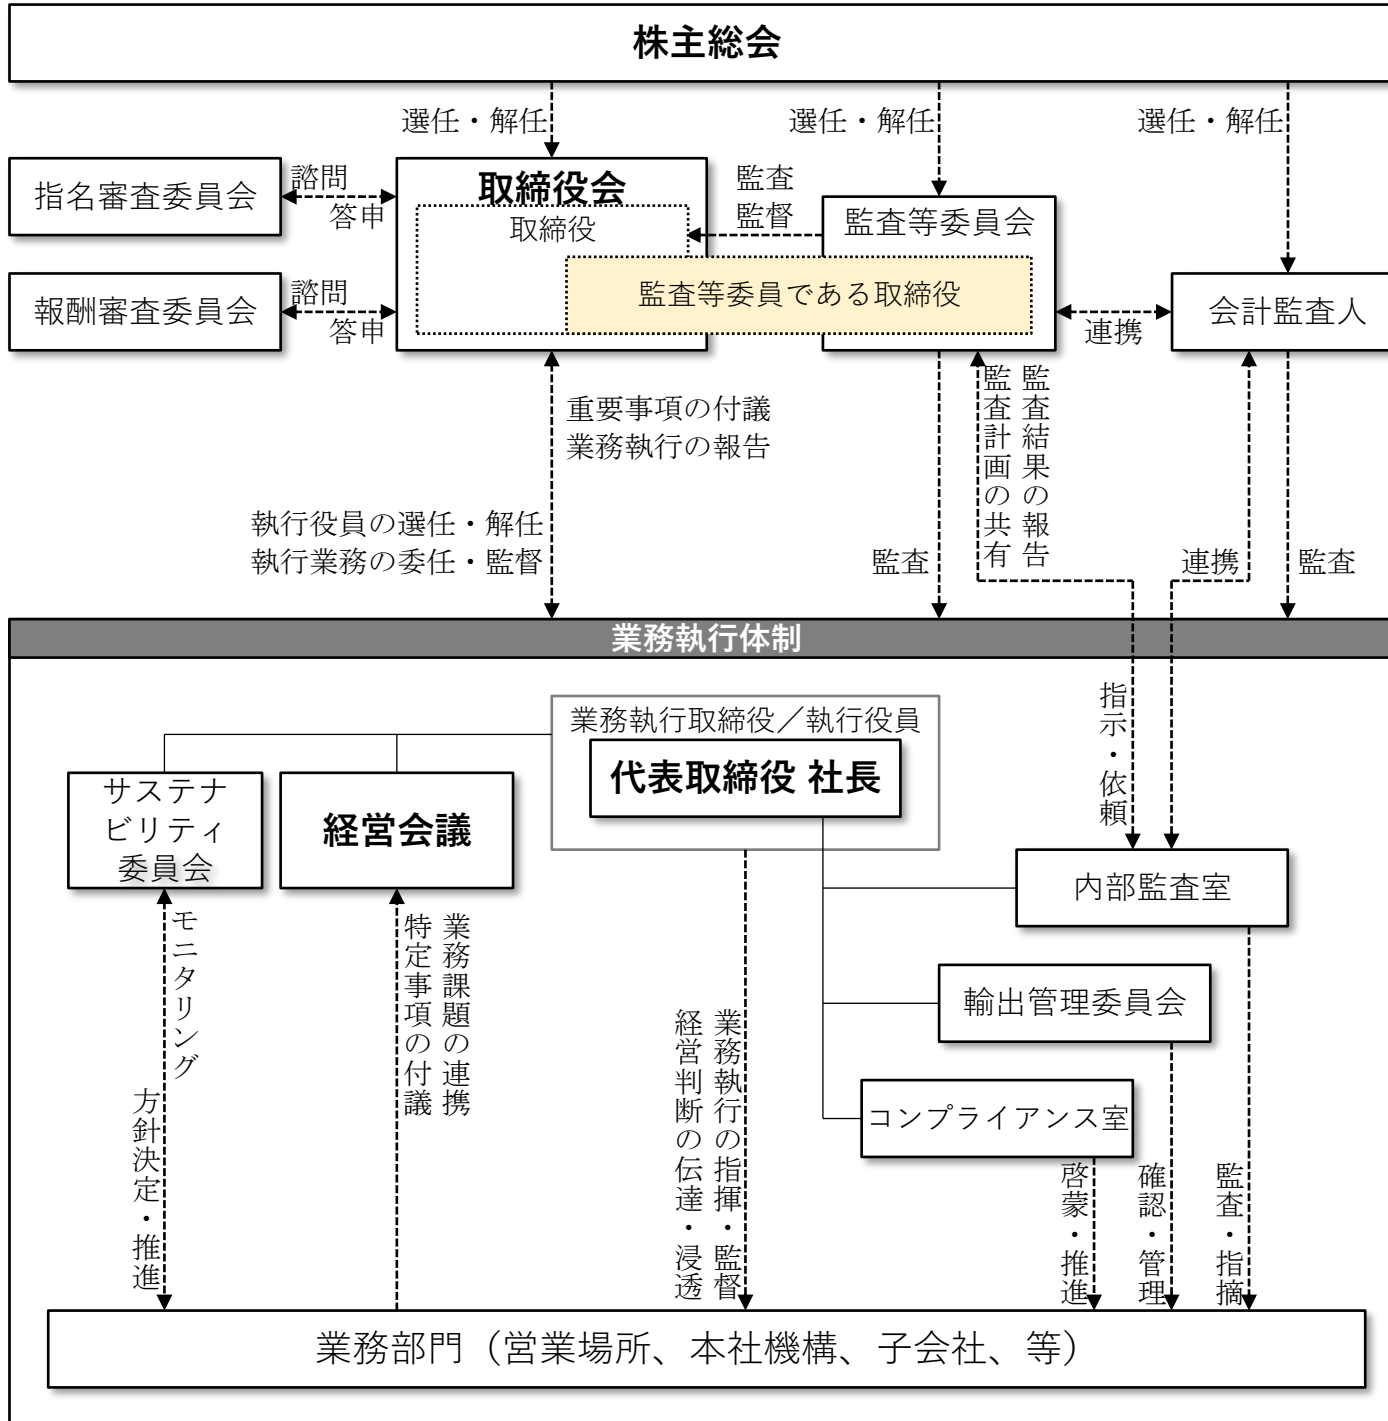 株主総会
選任・解任
選任・解任
選任・解任
指名審査委員会
諮問
答申
取締役会
取締役
監査
監督
監査等委員会
監査等委員である取締役
報酬審査委員会
諮問
答申
会計監査人
連携
重要事項の付議
業務執行の報告
執行役員の選任・解任
執行業務の委任・監督
監査
監査結果の報告
監査計画の共有
連携
監査
業務執行体制
業務執行取締役／執行役員
代表取締役 社長
指示・依頼
サステナ
ビリティ
委員会
経営会議
内部監査室
輸出管理委員会
コンプライアンス室
モニタリング
方針決定・推進
業務課題の連携
特定事項の付議
業務執行の指揮・監督
経営判断の伝達・浸透
啓蒙・推進
確認・管理
監査・指摘
業務部門（営業場所、本社機構、子会社、等）